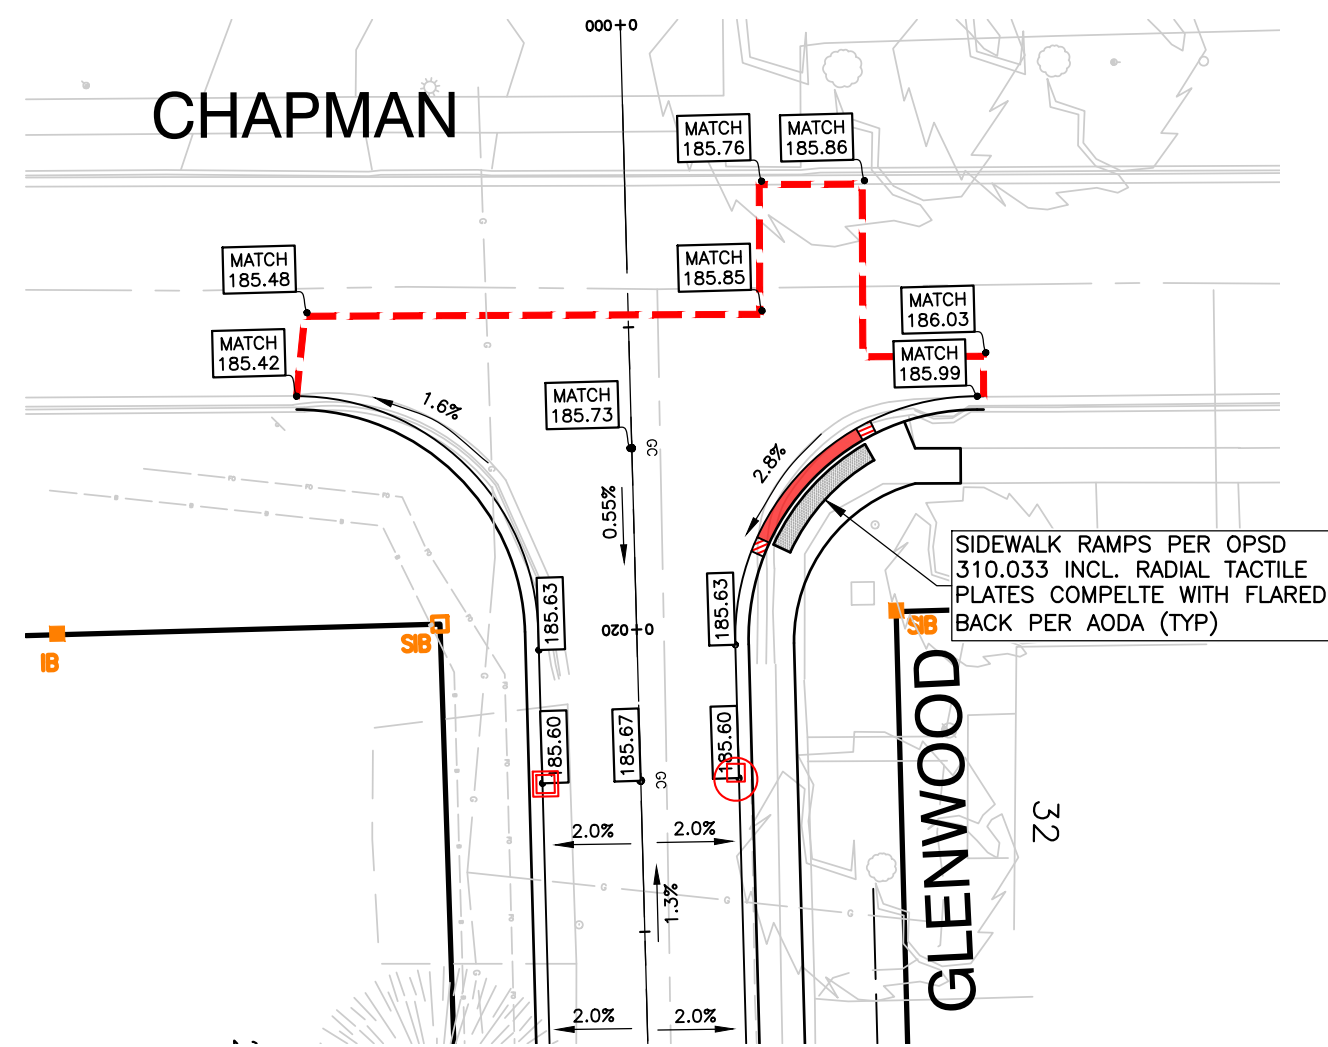 0+000
CHAPMAN
MATCH
185.76
MATCH
185.86
MATCH
185.48
MATCH
185.85
MATCH
186.03
MATCH
185.42
MATCH
185.99
MATCH
185.73
1.6%
2.8%
GC
0.55%
SIDEWALK RAMPS PER OPSD
310.033 INCL. RADIAL TACTILE
PLATES COMPELTE WITH FLARED
BACK PER AODA (TYP)
185.63
185.63
0+020
IB
SIB
SIB
GLENWOOD
185.60
185.67
185.60
GC
32
2.0%
2.0%
1.3%
2.0%
2.0%